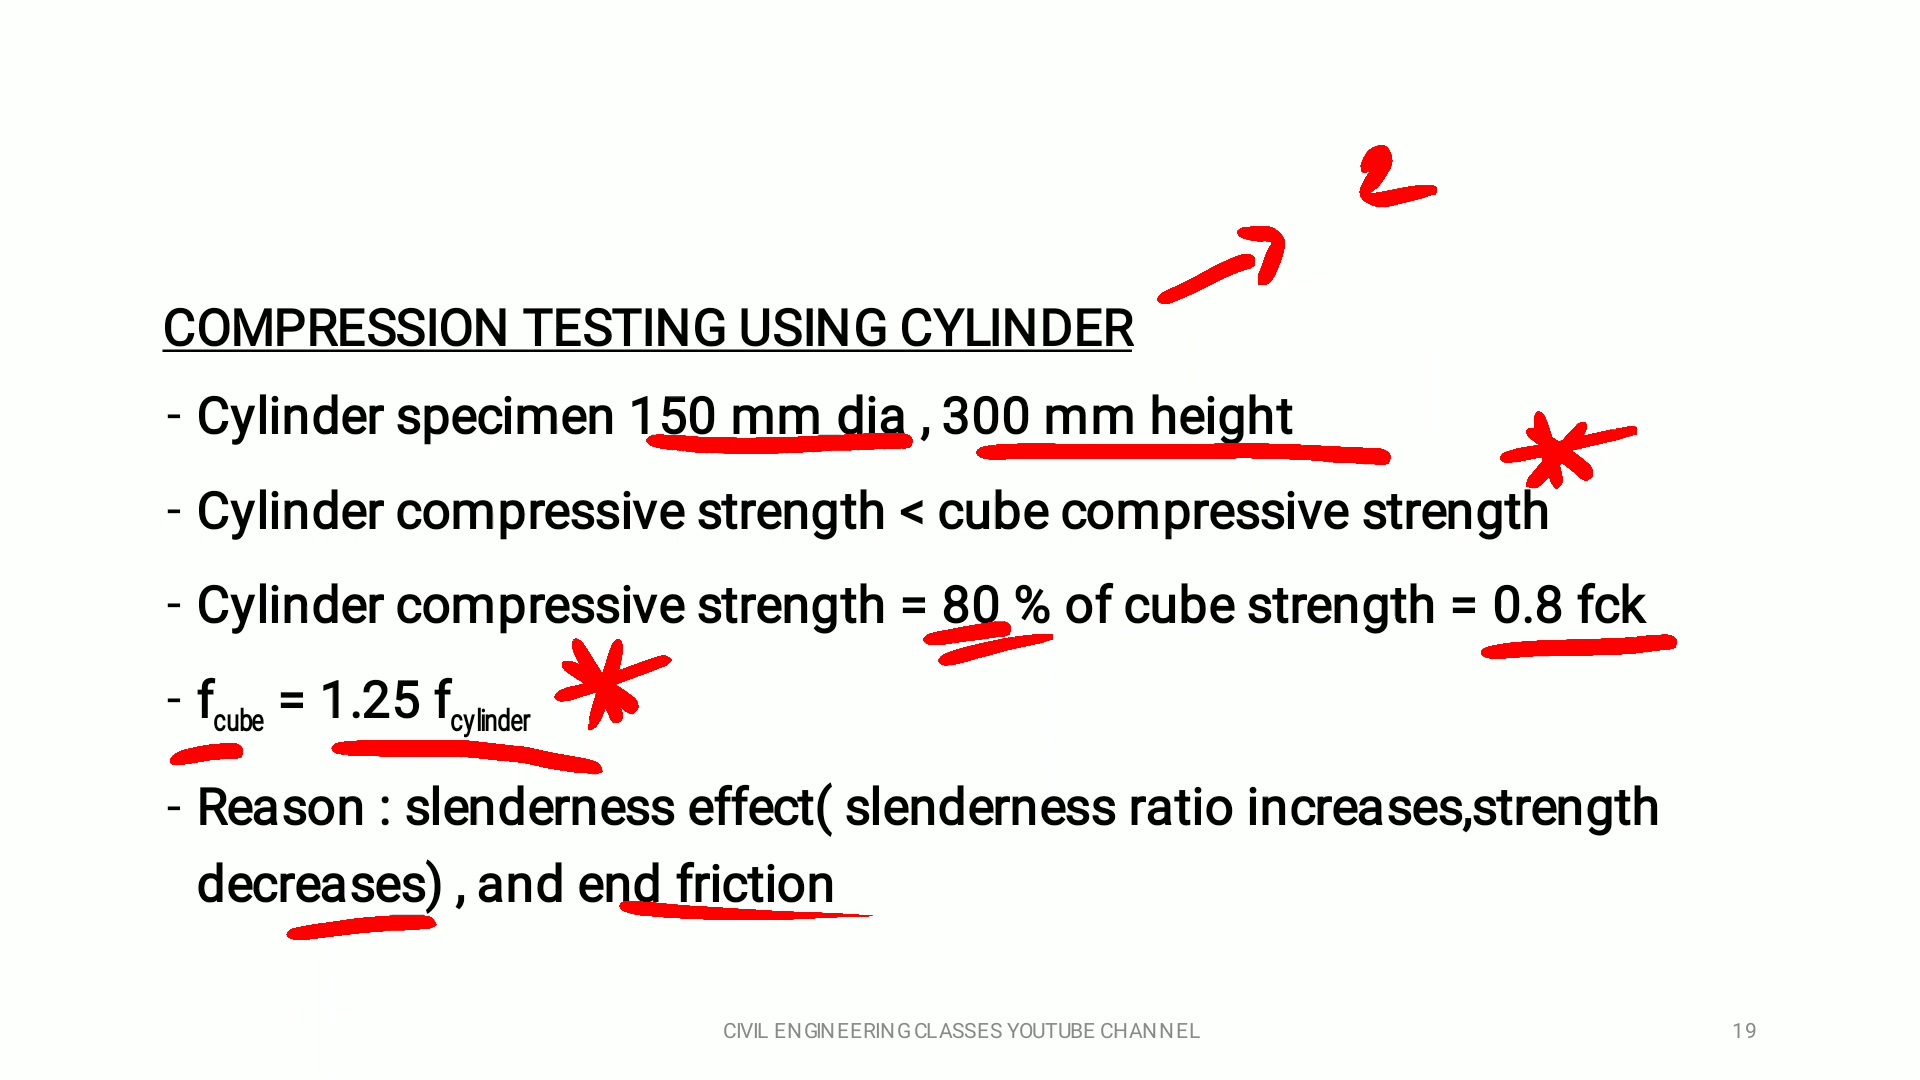 2
COMPRESSION TESTING USING CYLINDER
- Cylinder specimen 150 mm dia , 300 mm height
- Cylinder compressive strength < cube compressive strength
- Cylinder compressive strength = 80 % of cube strength = 0.8 fck
- fcube = 1.25 fcylinder
- Reason : slenderness effect( slenderness ratio increases,strength
decreases) , and end friction
CIVIL ENGINEERING CLASSES YOUTUBE CHANNEL
19